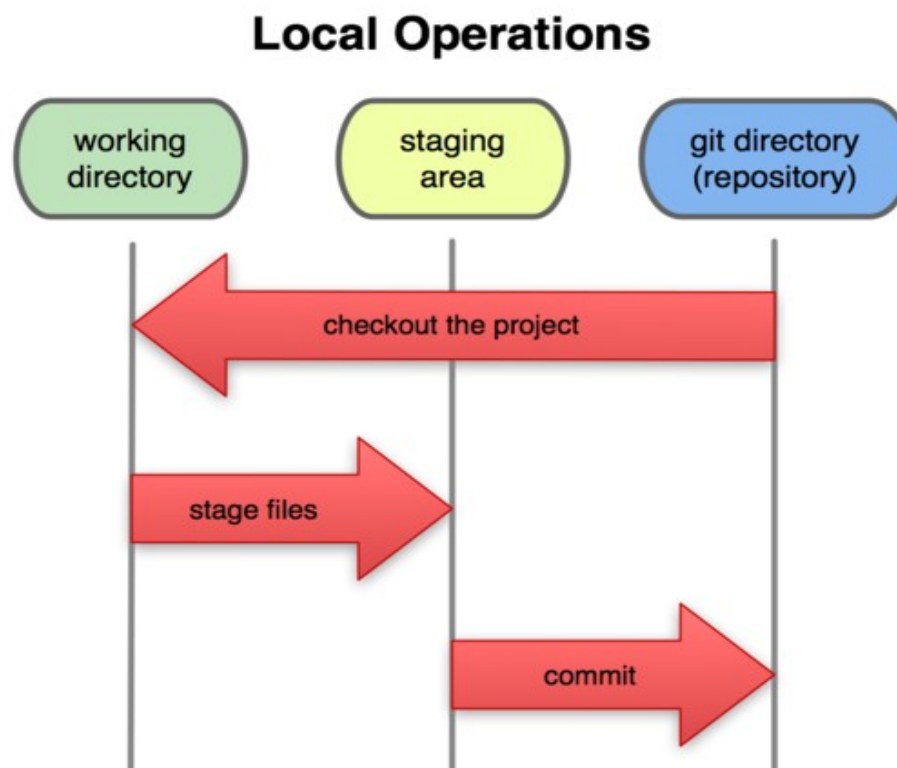 Local Operations
working
directory
staging
area
git directory
(repository)
checkout the project
stage files
commit